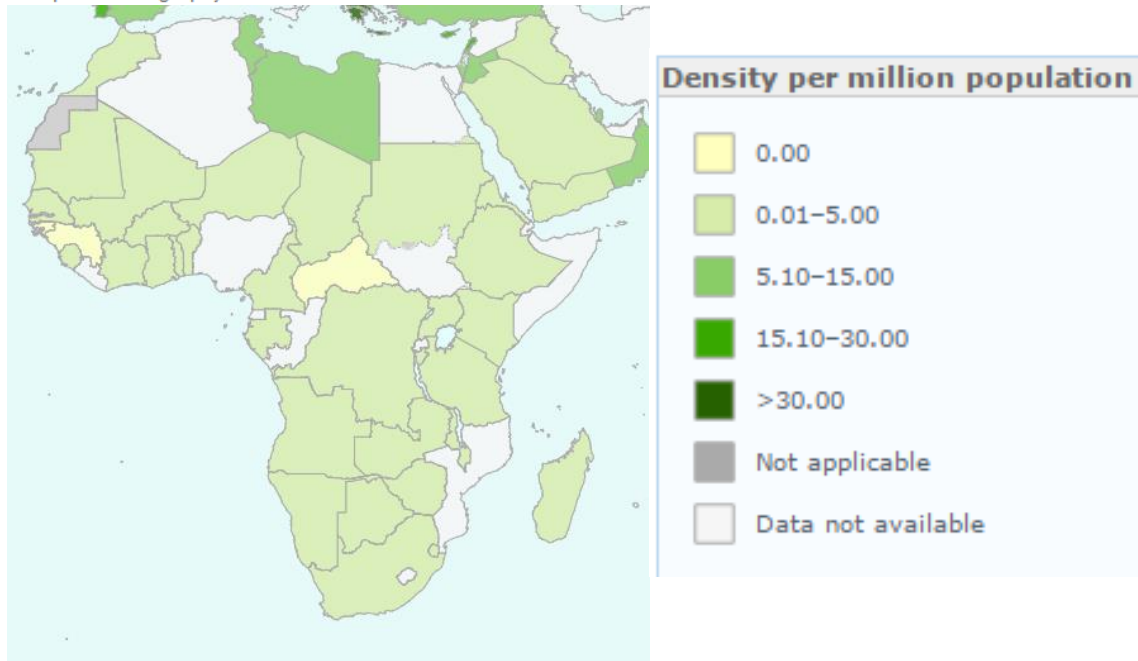 Density per million population
0.00
0.01–5.00
5.10–15.00
15.10–30.00
>30.00
Not applicable
Data not available